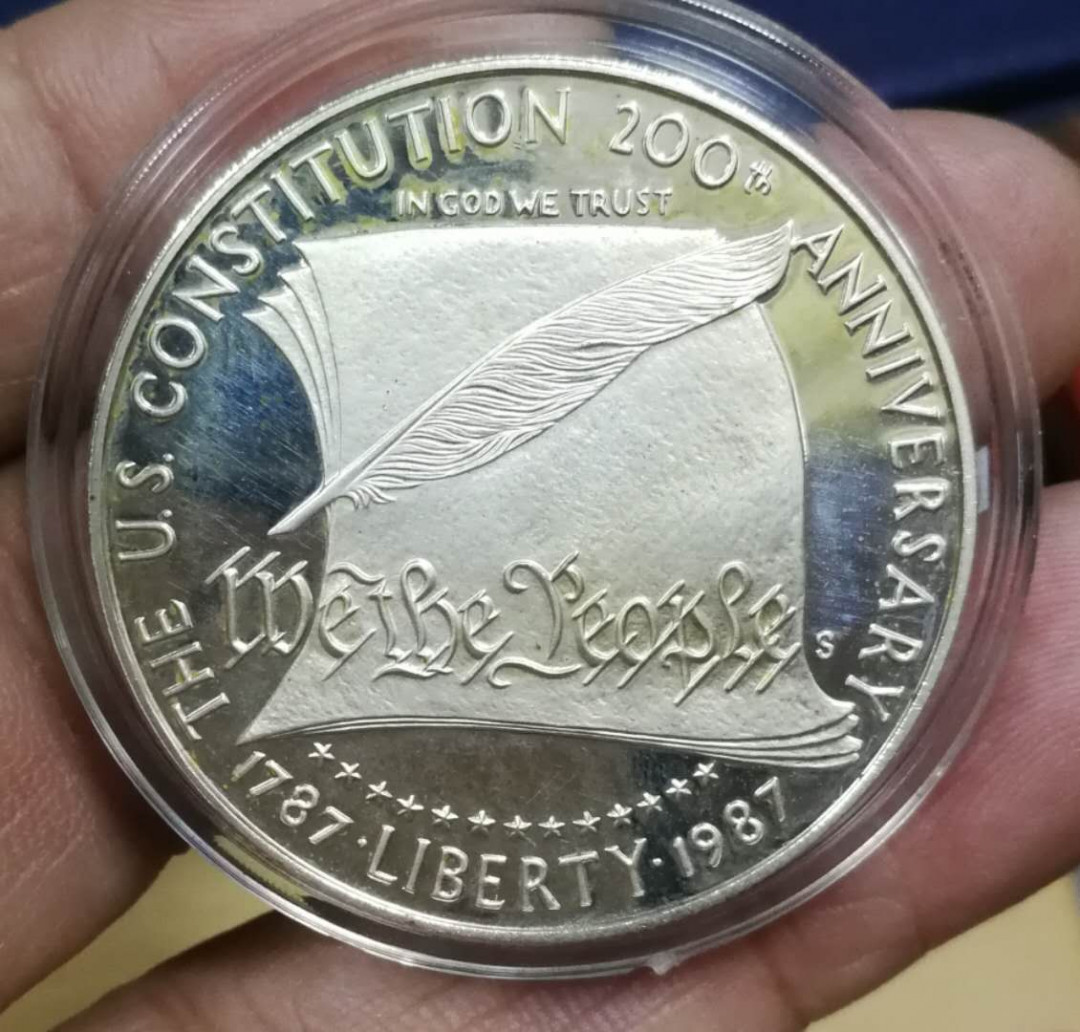 THE U.S. CONSTITUTION 200th ANNIVERSARY
IN GOD WE TRUST
We the People
S
1787 · LIBERTY · 1987